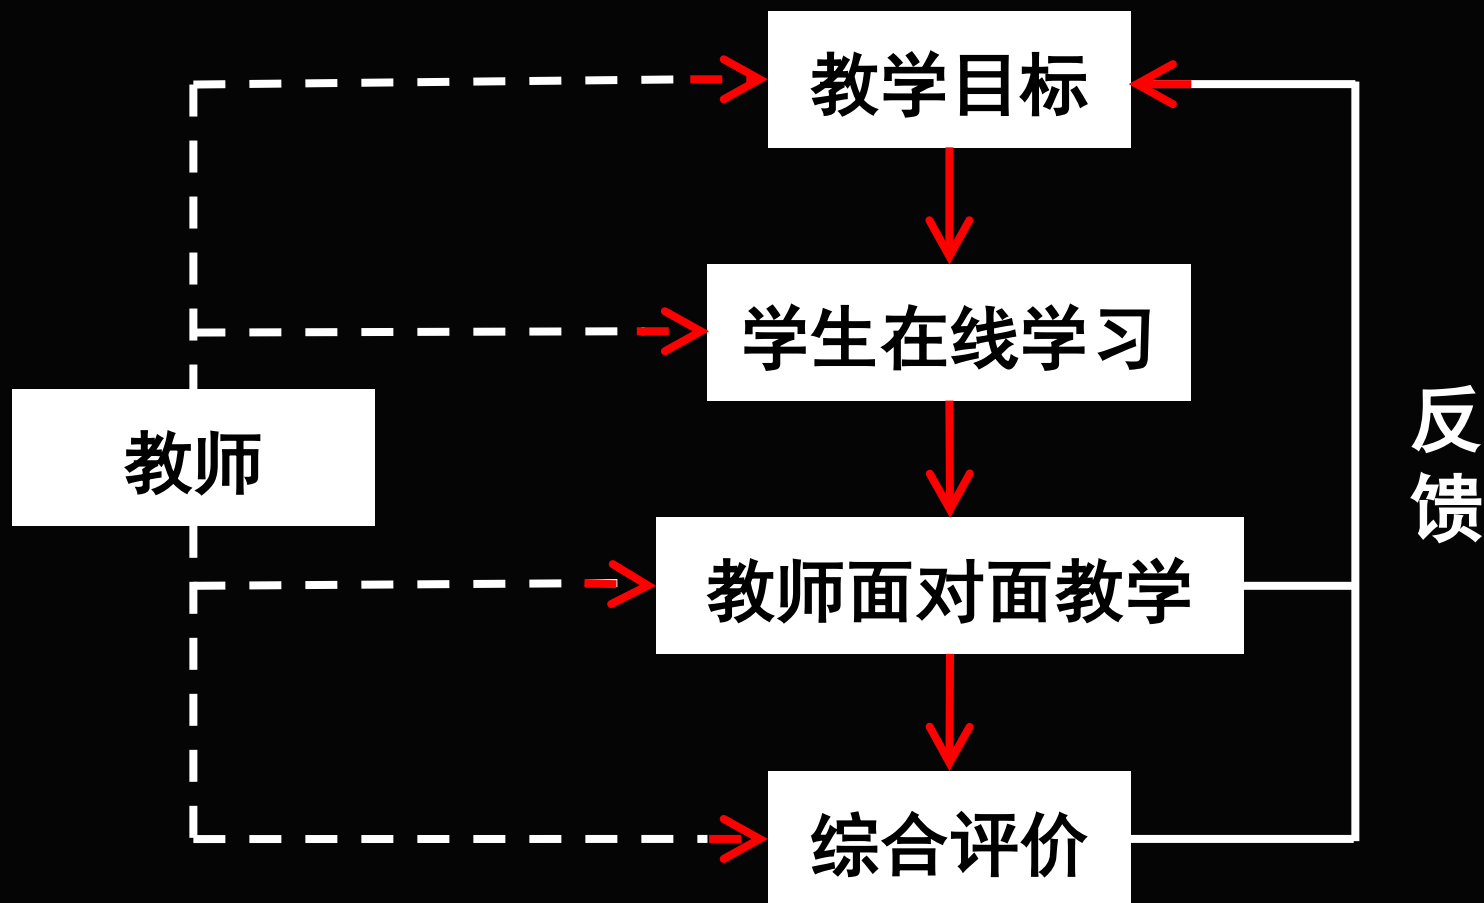 教学目标
学生在线学习
教师
教师面对面教学
综合评价
反
馈